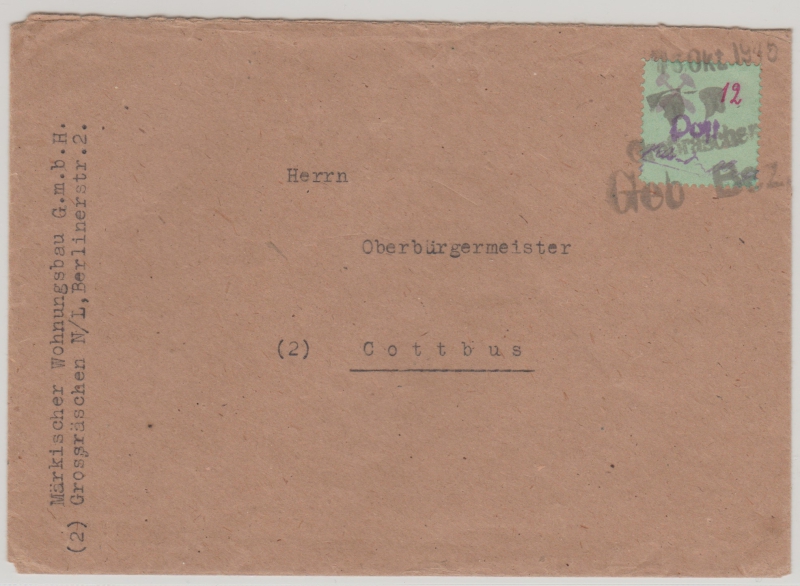 Märkischer Wohnungsbau G.m.b.H.
(2) Grossräschen N/L, Berlinerstr.2.
Okt. 1945
12
Geb Bez.
Herrn
Oberbürgermeister
(2) Cottbus